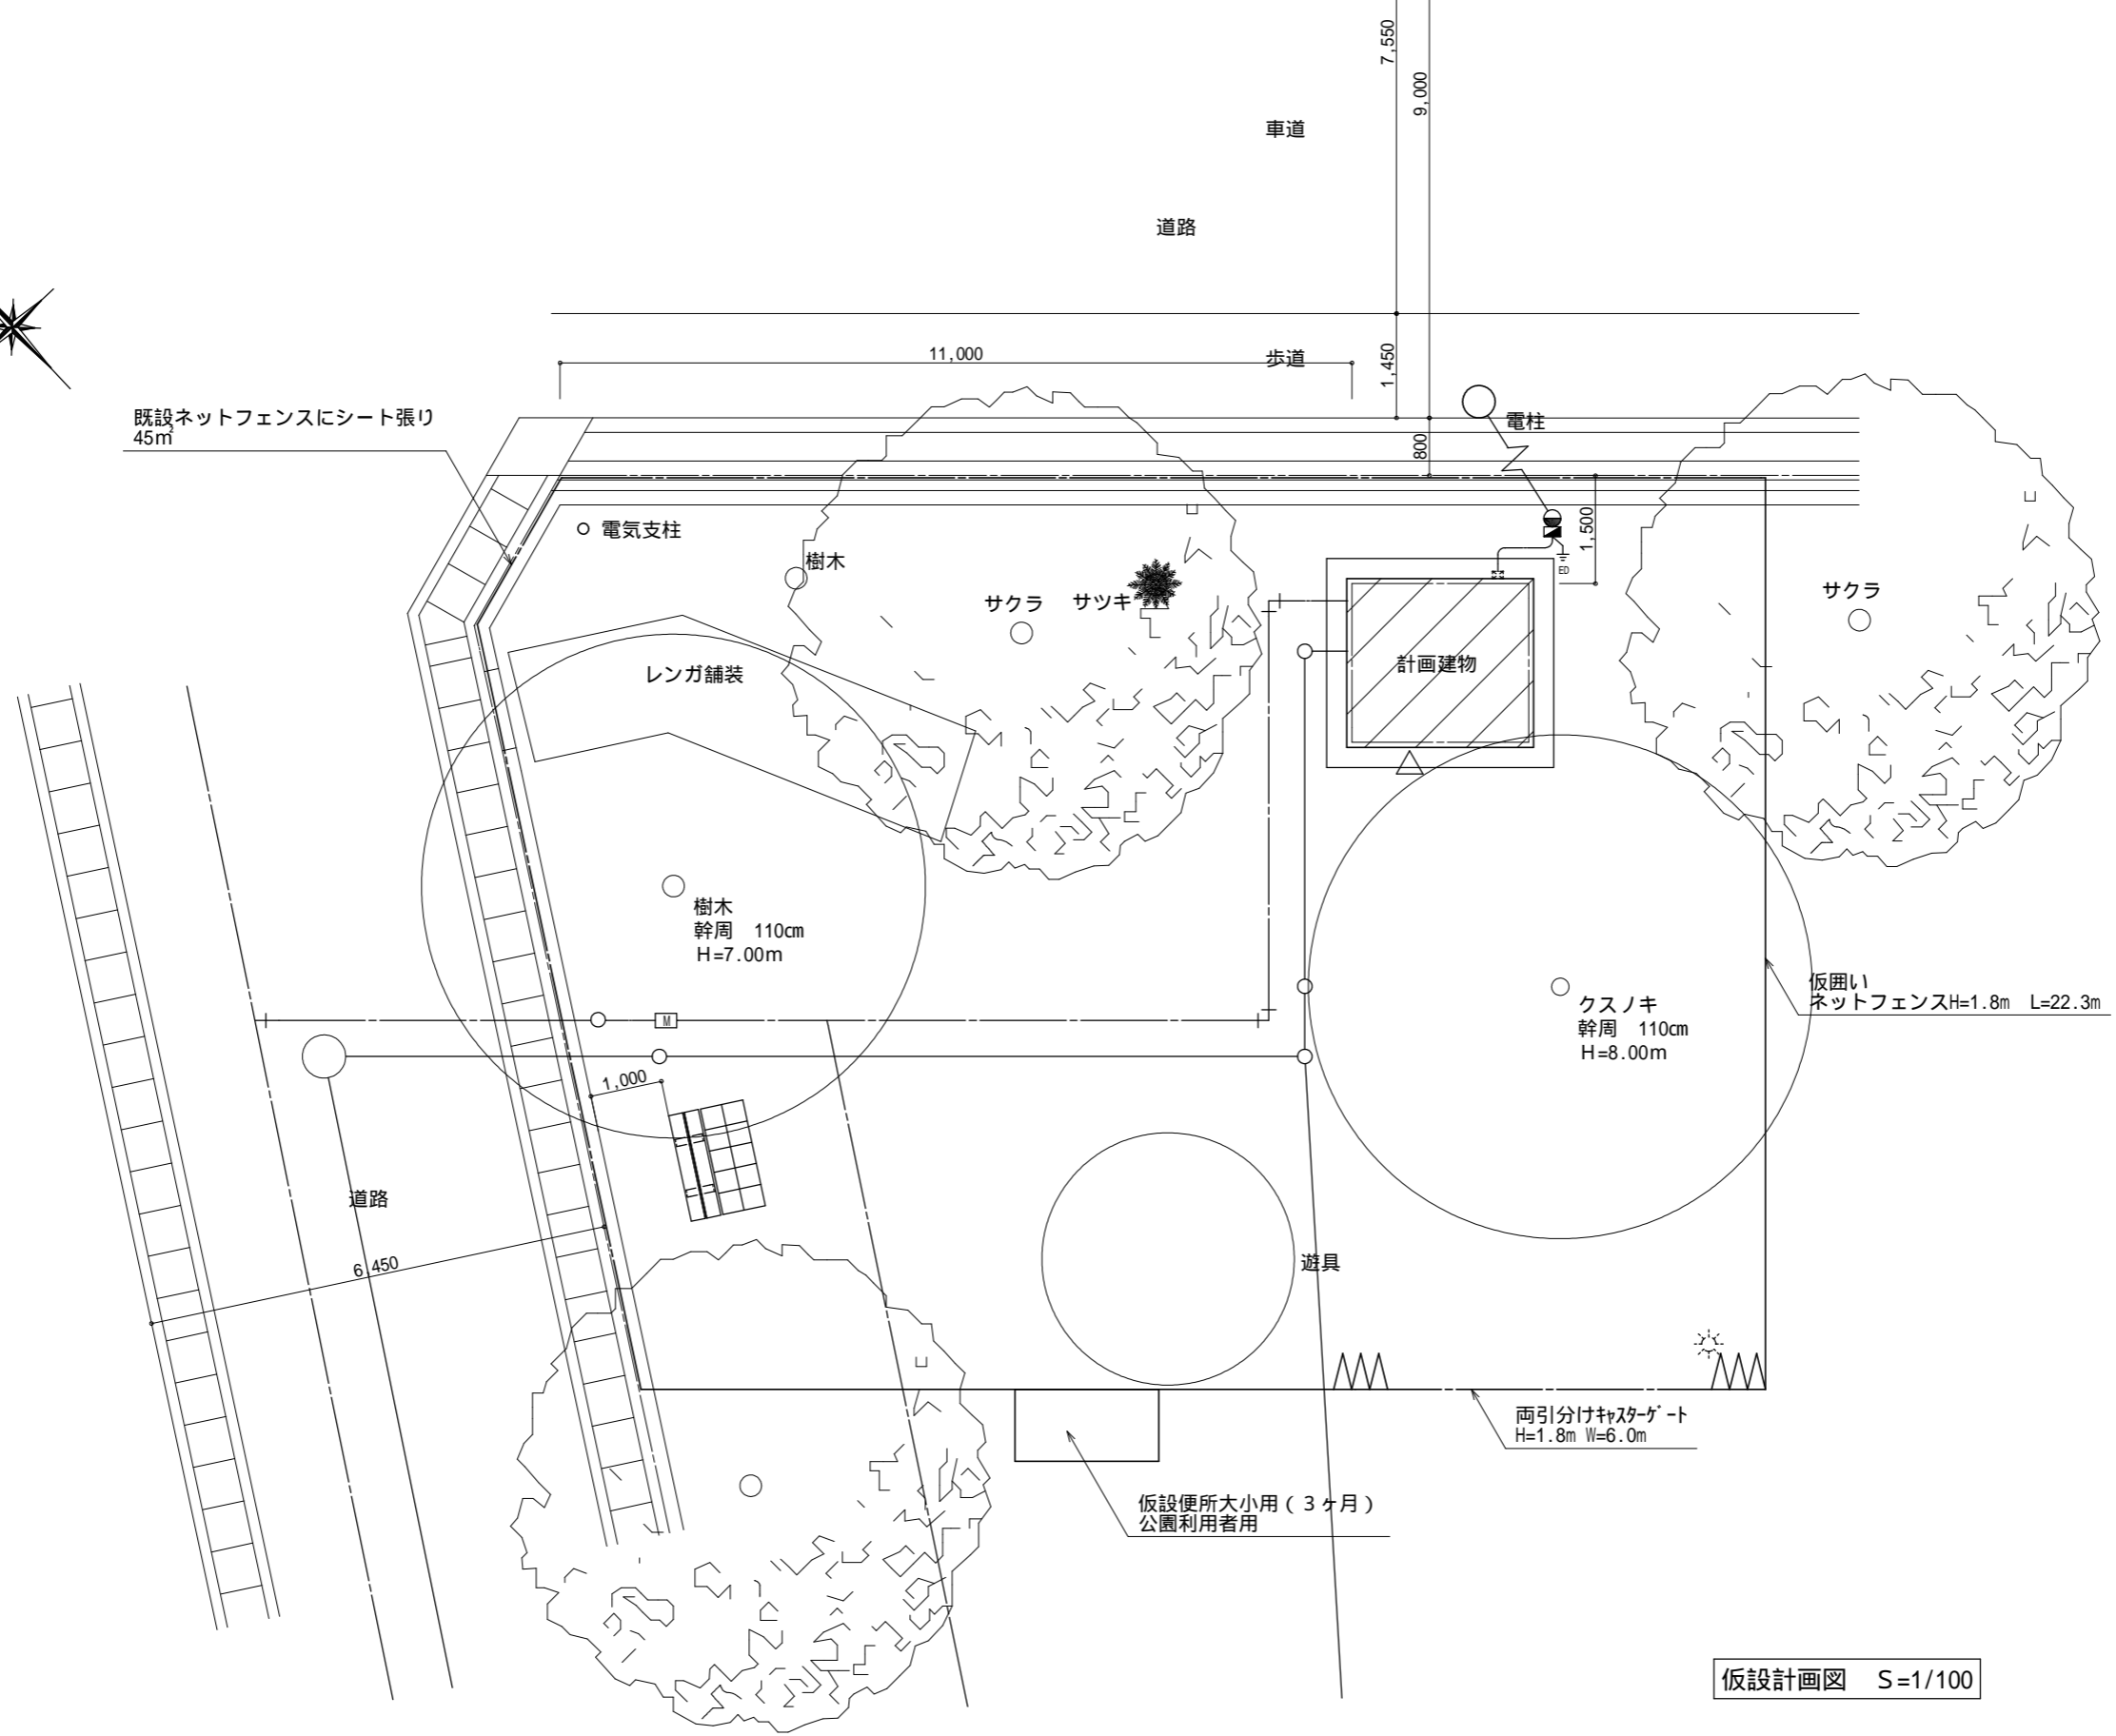 7,550
9,000
車道
道路
11,000
歩道
1,450
既設ネットフェンスにシート張り
45㎡
電柱
800
電気支柱
1,500
樹木
ED
サクラ
サツキ
サクラ
計画建物
レンガ舗装
樹木
幹周　110㎝
H=7.00m
仮囲い
ネットフェンスH=1.8m　L=22.3m
クスノキ
幹周　110㎝
H=8.00m
M
1,000
道路
6,450
遊具
両引分けｷｬｽﾀｰｹﾞｰﾄ
H=1.8m W=6.0m
仮設便所大小用(３ヶ月)
公園利用者用
仮設計画図　Ｓ=1/100